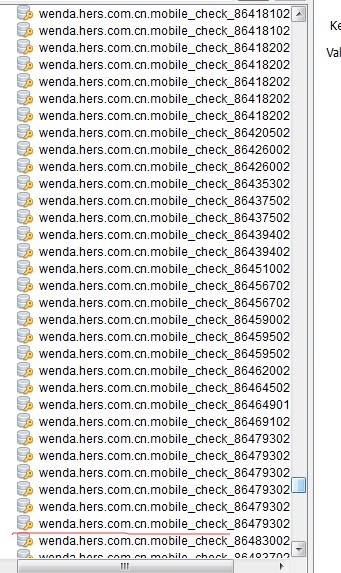 wenda.hers.com.cn.mobile_check_86418102
wenda.hers.com.cn.mobile_check_86418102
wenda.hers.com.cn.mobile_check_86418202
wenda.hers.com.cn.mobile_check_86418202
wenda.hers.com.cn.mobile_check_86418202
wenda.hers.com.cn.mobile_check_86418202
wenda.hers.com.cn.mobile_check_86418202
wenda.hers.com.cn.mobile_check_86420502
wenda.hers.com.cn.mobile_check_86426002
wenda.hers.com.cn.mobile_check_86426002
wenda.hers.com.cn.mobile_check_86435302
wenda.hers.com.cn.mobile_check_86437502
wenda.hers.com.cn.mobile_check_86437502
wenda.hers.com.cn.mobile_check_86439402
wenda.hers.com.cn.mobile_check_86439402
wenda.hers.com.cn.mobile_check_86451002
wenda.hers.com.cn.mobile_check_86456702
wenda.hers.com.cn.mobile_check_86456702
wenda.hers.com.cn.mobile_check_86459002
wenda.hers.com.cn.mobile_check_86459502
wenda.hers.com.cn.mobile_check_86459502
wenda.hers.com.cn.mobile_check_86462002
wenda.hers.com.cn.mobile_check_86464502
wenda.hers.com.cn.mobile_check_86464901
wenda.hers.com.cn.mobile_check_86469102
wenda.hers.com.cn.mobile_check_86479302
wenda.hers.com.cn.mobile_check_86479302
wenda.hers.com.cn.mobile_check_86479302
wenda.hers.com.cn.mobile_check_86479302
wenda.hers.com.cn.mobile_check_86479302
wenda.hers.com.cn.mobile_check_86479302
wenda.hers.com.cn.mobile_check_86483002
wenda.hers.com.cn.mobile_check_86483702
Ke
Val